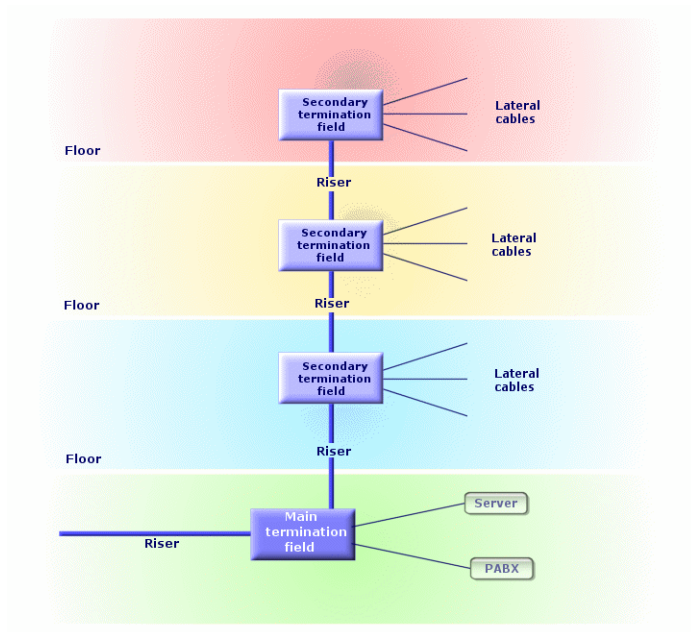 Secondary
termination
field
Lateral
cables
Floor
Riser
Secondary
termination
field
Lateral
cables
Floor
Riser
Secondary
termination
field
Lateral
cables
Floor
Riser
Main
termination
field
Server
Riser
PABX